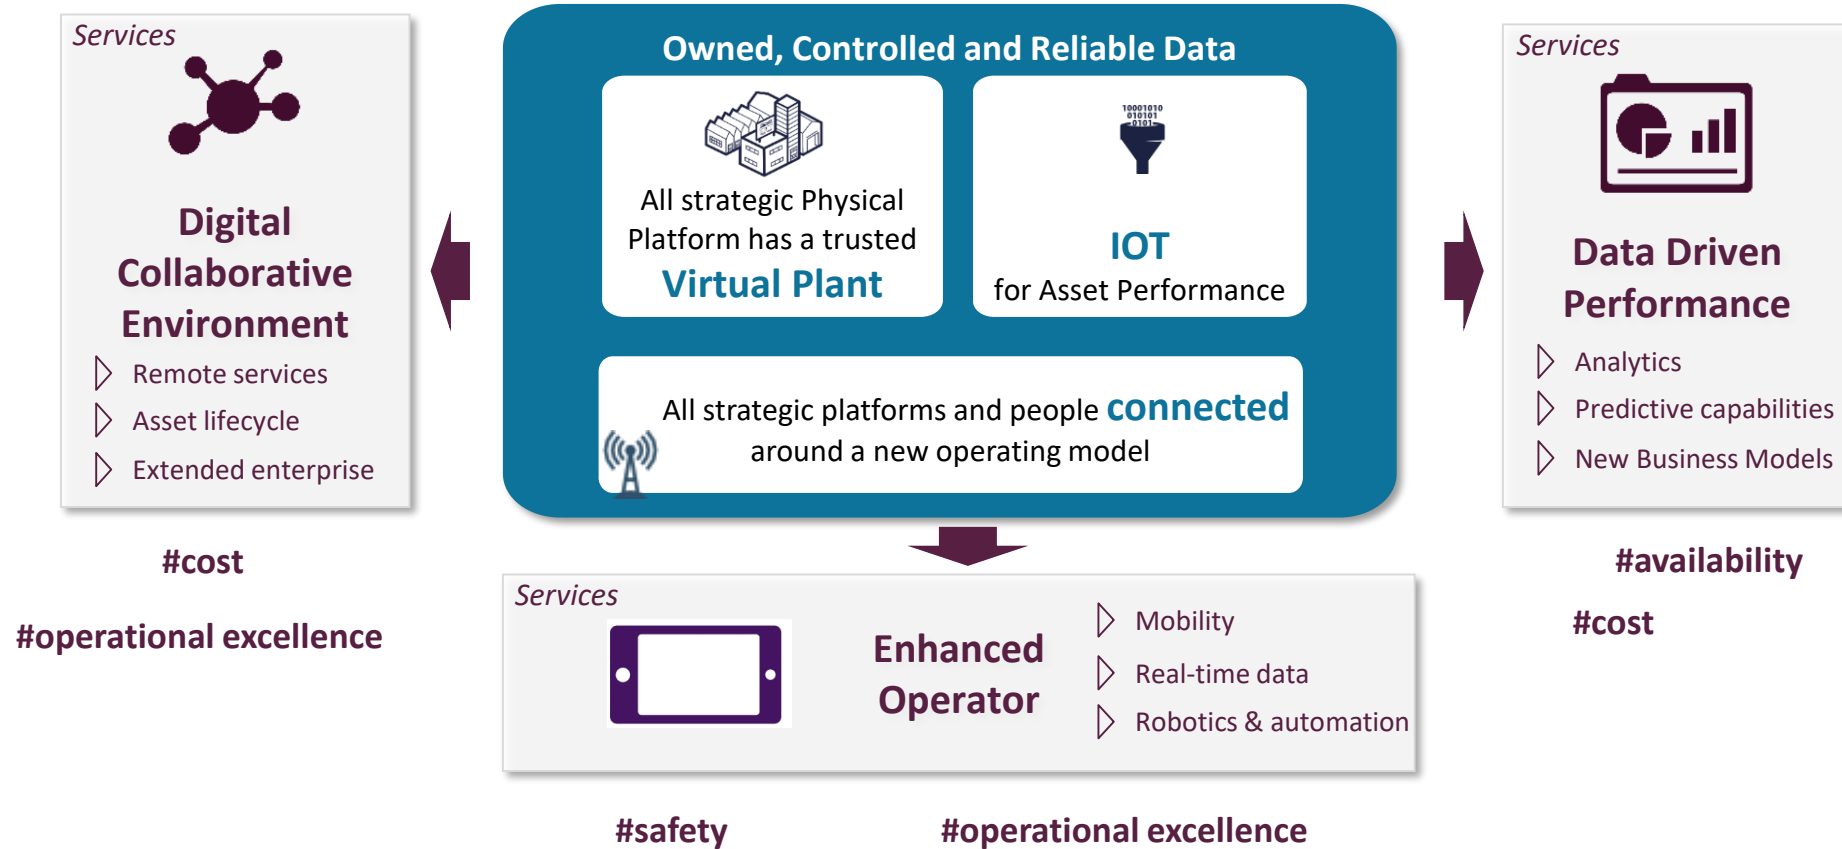 Services
Digital
Collaborative
Environment
Remote services
Asset lifecycle
Extended enterprise
#cost
#operational excellence
Owned, Controlled and Reliable Data
All strategic Physical
Platform has a trusted
Virtual Plant
10001010
010101
0101
IOT
for Asset Performance
All strategic platforms and people connected
around a new operating model
Services
Enhanced
Operator
Mobility
Real-time data
Robotics & automation
#safety
#operational excellence
Services
Data Driven
Performance
Analytics
Predictive capabilities
New Business Models
#availability
#cost